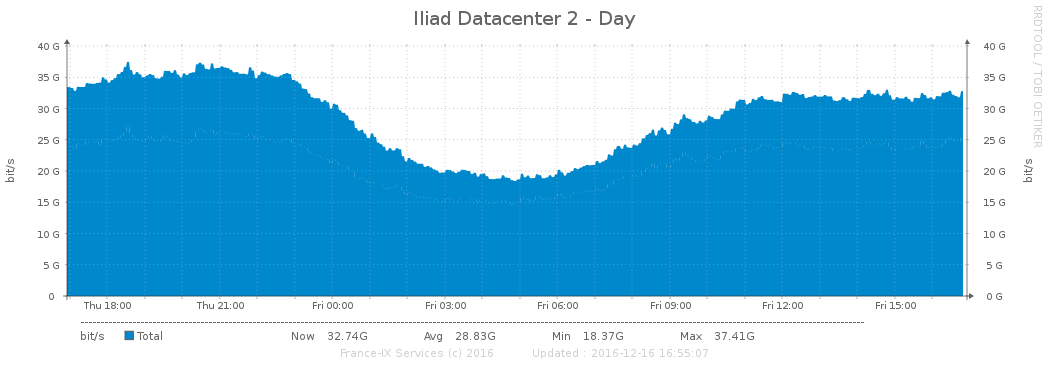 Iliad Datacenter 2 - Day
RRDTOOL / TOBI OETIKER
40 G 40 G
35 G 35 G
30 G 30 G
25 G 25 G
20 G 20 G
15 G 15 G
10 G 10 G
5 G 5 G
0 0 G
bit/s bit/s
Thu 18:00 Thu 21:00 Fri 00:00 Fri 03:00 Fri 06:00 Fri 09:00 Fri 12:00 Fri 15:00
bit/s Total Now 32.74G Avg 28.83G Min 18.37G Max 37.41G
France-IX Services (c) 2016 Updated : 2016-12-16 16:55:07